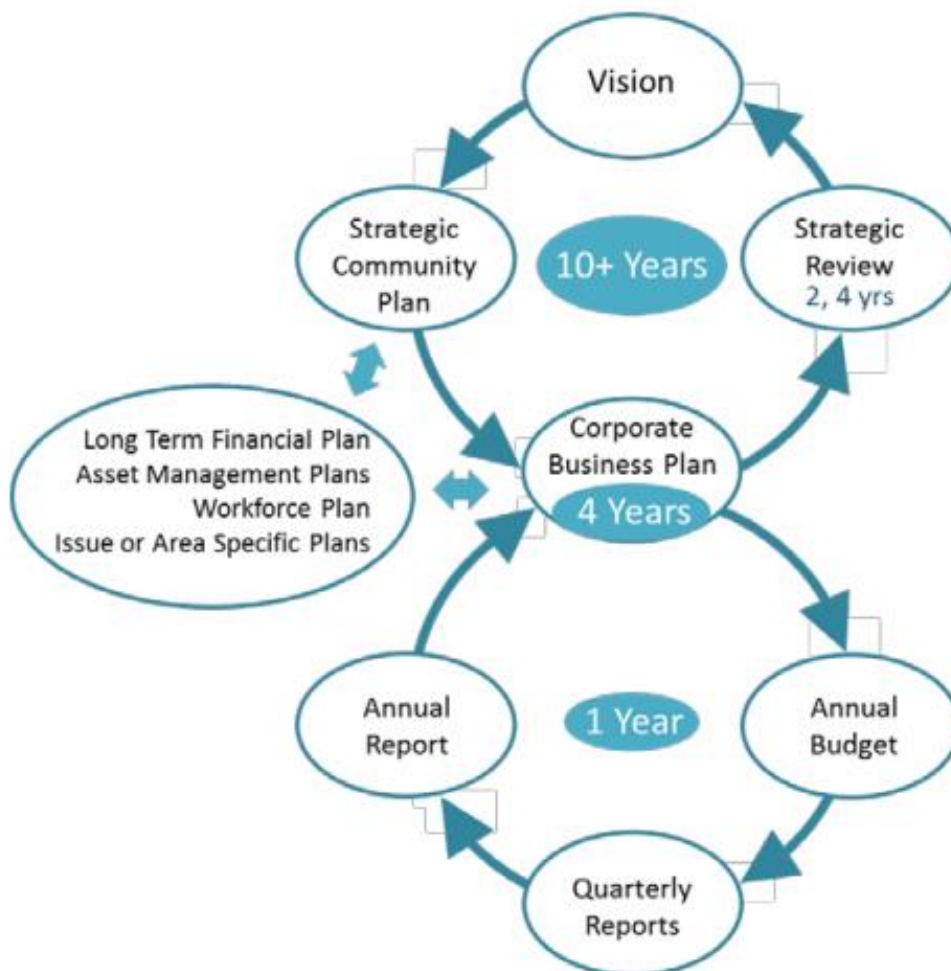 Vision
Strategic
Community
Plan
10+ Years
Strategic
Review
2, 4 yrs
Long Term Financial Plan
Asset Management Plans
Workforce Plan
Issue or Area Specific Plans
Corporate
Business Plan
4 Years
Annual
Report
1 Year
Annual
Budget
Quarterly
Reports